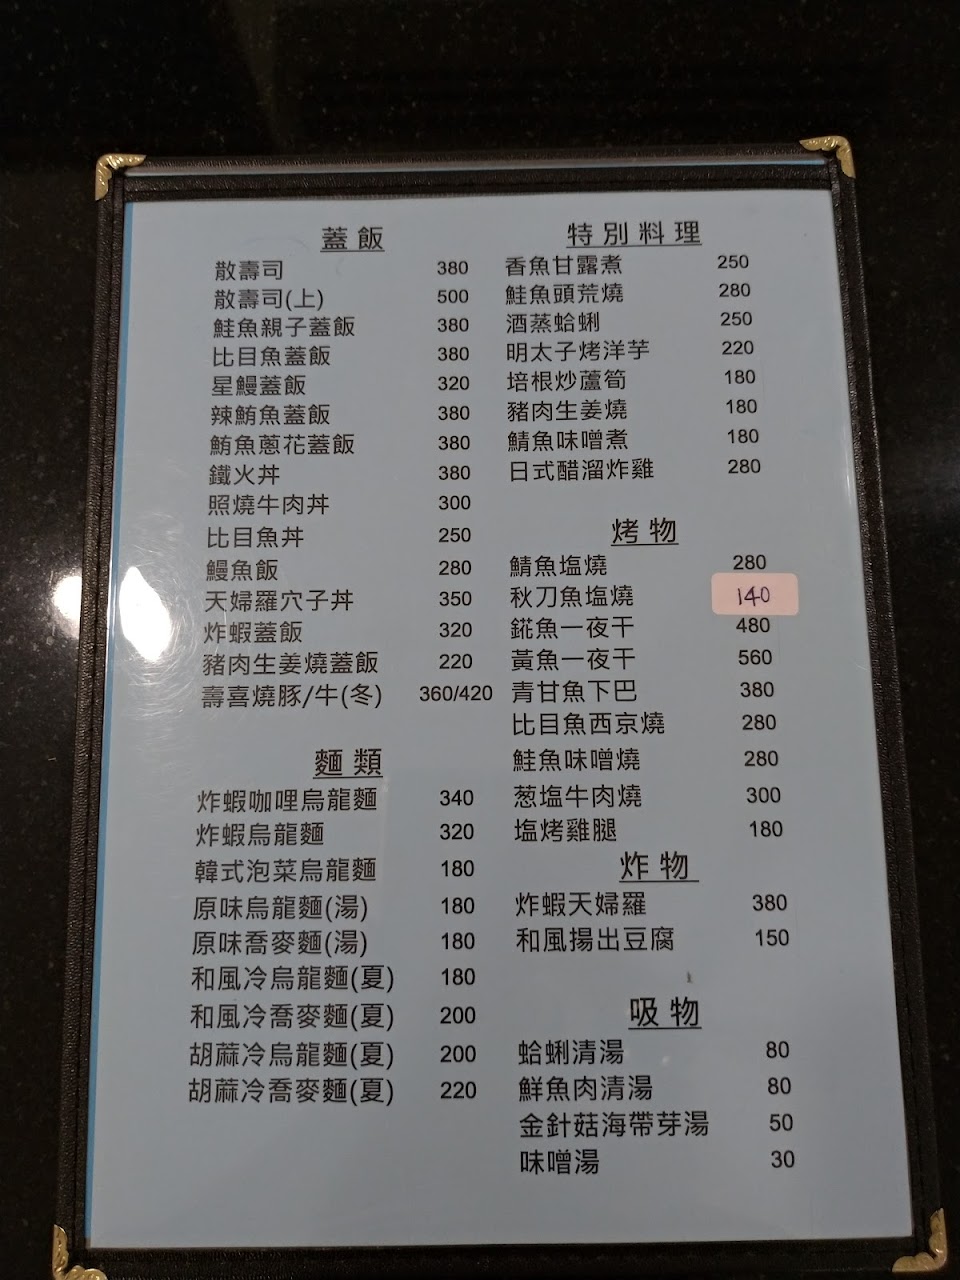 蓋飯
散壽司 380
散壽司(上) 500
鮭魚親子蓋飯 380
比目魚蓋飯 380
星鰻蓋飯 320
辣鮪魚蓋飯 380
鮪魚蔥花蓋飯 380
鐵火丼 380
照燒牛肉丼 300
比目魚丼 250
鰻魚飯 280
天婦羅穴子丼 350
炸蝦蓋飯 320
豬肉生姜燒蓋飯 220
壽喜燒豚/牛(冬) 360/420
麵類
炸蝦咖哩烏龍麵 340
炸蝦烏龍麵 320
韓式泡菜烏龍麵 180
原味烏龍麵(湯) 180
原味喬麥麵(湯) 180
和風冷烏龍麵(夏) 180
和風冷喬麥麵(夏) 200
胡蔴冷烏龍麵(夏) 200
胡蔴冷喬麥麵(夏) 220
特別料理
香魚甘露煮 250
鮭魚頭荒燒 280
酒蒸蛤蜊 250
明太子烤洋芋 220
培根炒蘆筍 180
豬肉生姜燒 180
鯖魚味噌煮 180
日式醋溜炸雞 280
烤物
鯖魚塩燒 280
秋刀魚塩燒 140
錵魚一夜干 480
黃魚一夜干 560
青甘魚下巴 380
比目魚西京燒 280
鮭魚味噌燒 280
葱塩牛肉燒 300
塩烤雞腿 180
炸物
炸蝦天婦羅 380
和風揚出豆腐 150
吸物
蛤蜊清湯 80
鮮魚肉清湯 80
金針菇海帶芽湯 50
味噌湯 30